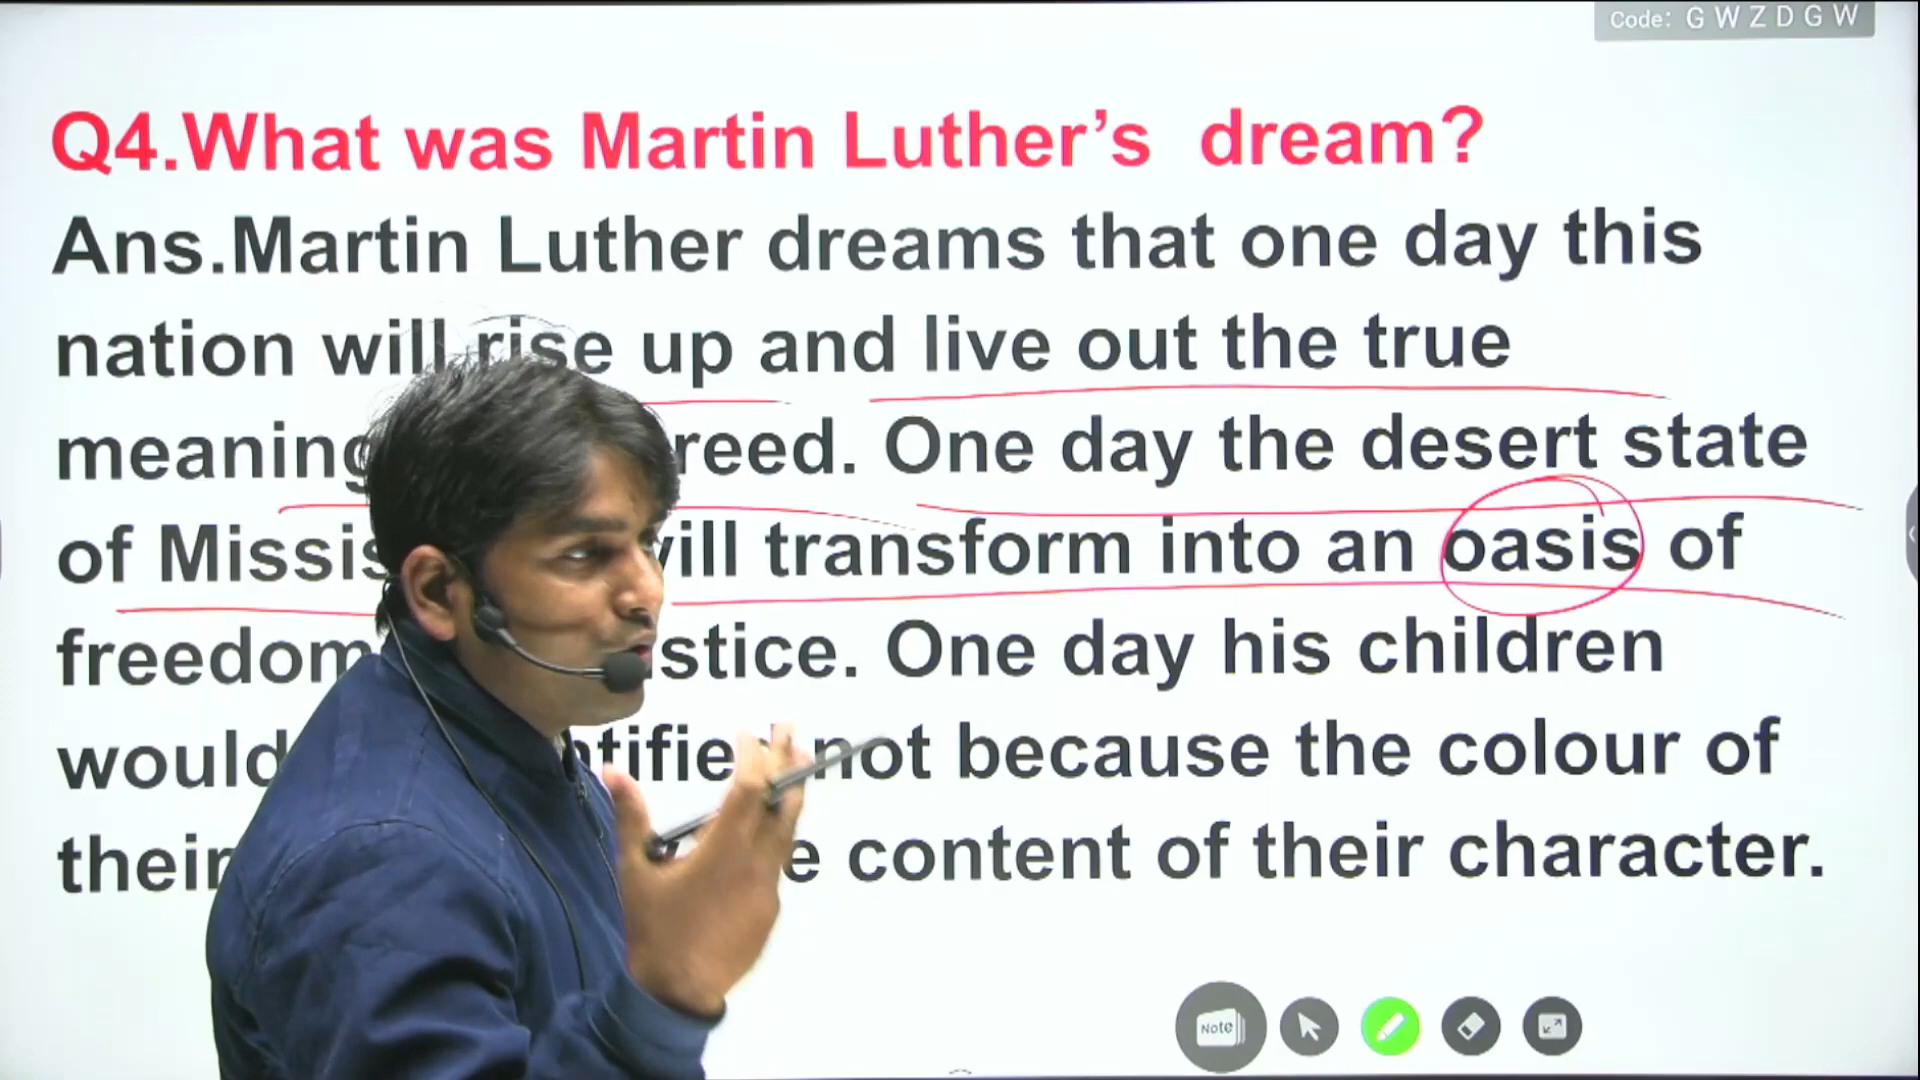 Code: G W Z D G W
Q4.What was Martin Luther’s dream?
Ans.Martin Luther dreams that one day this
nation will rise up and live out the true
meaning reed. One day the desert state
of Missis will transform into an oasis of
freedom stice. One day his children
would ntifie not because the colour of
their e content of their character.
Note